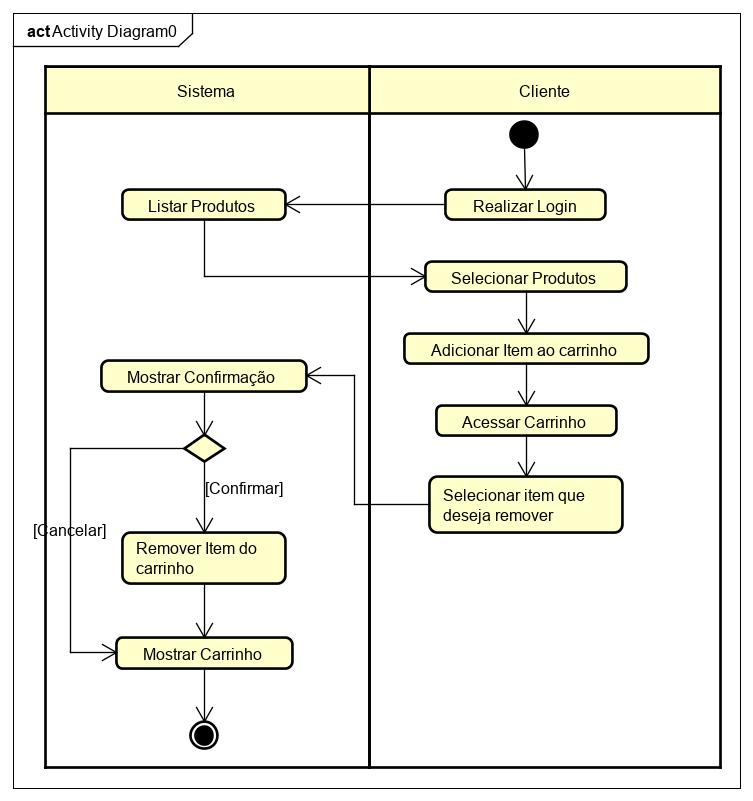 act Activity Diagram0
Sistema
Cliente
Listar Produtos
Realizar Login
Selecionar Produtos
Adicionar Item ao carrinho
Mostrar Confirmação
Acessar Carrinho
[Confirmar]
Selecionar item que
deseja remover
[Cancelar]
Remover Item do
carrinho
Mostrar Carrinho